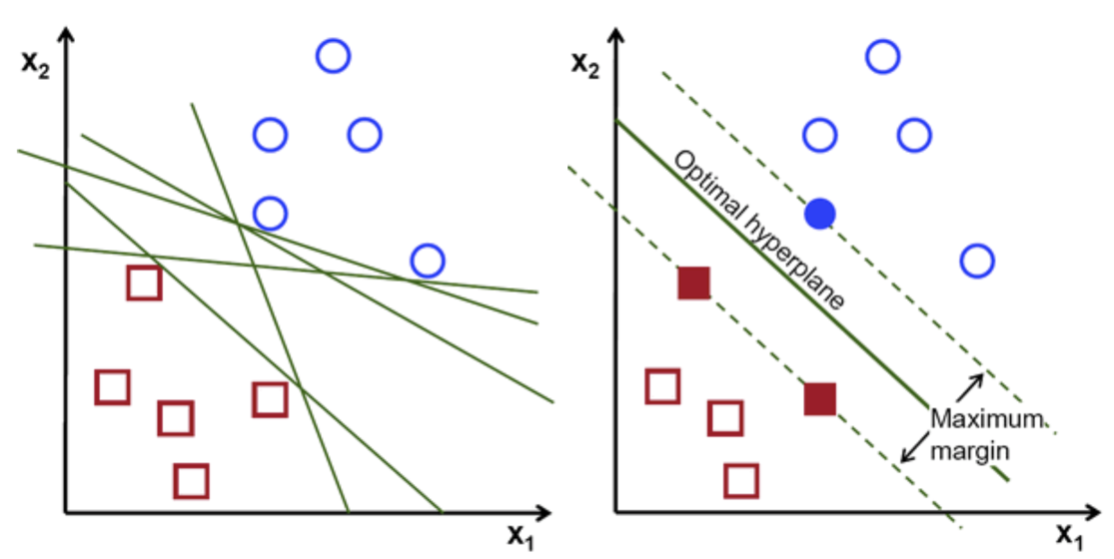 x₂
x₁
x₂
Optimal hyperplane
Maximum
margin
x₁